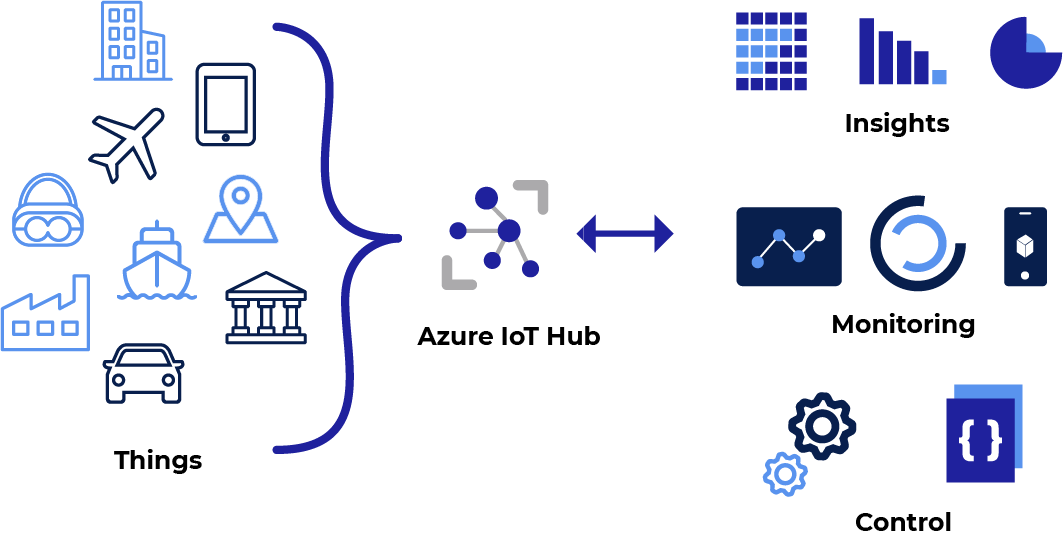 Insights
Azure IoT Hub
Monitoring
Things
{ }
Control